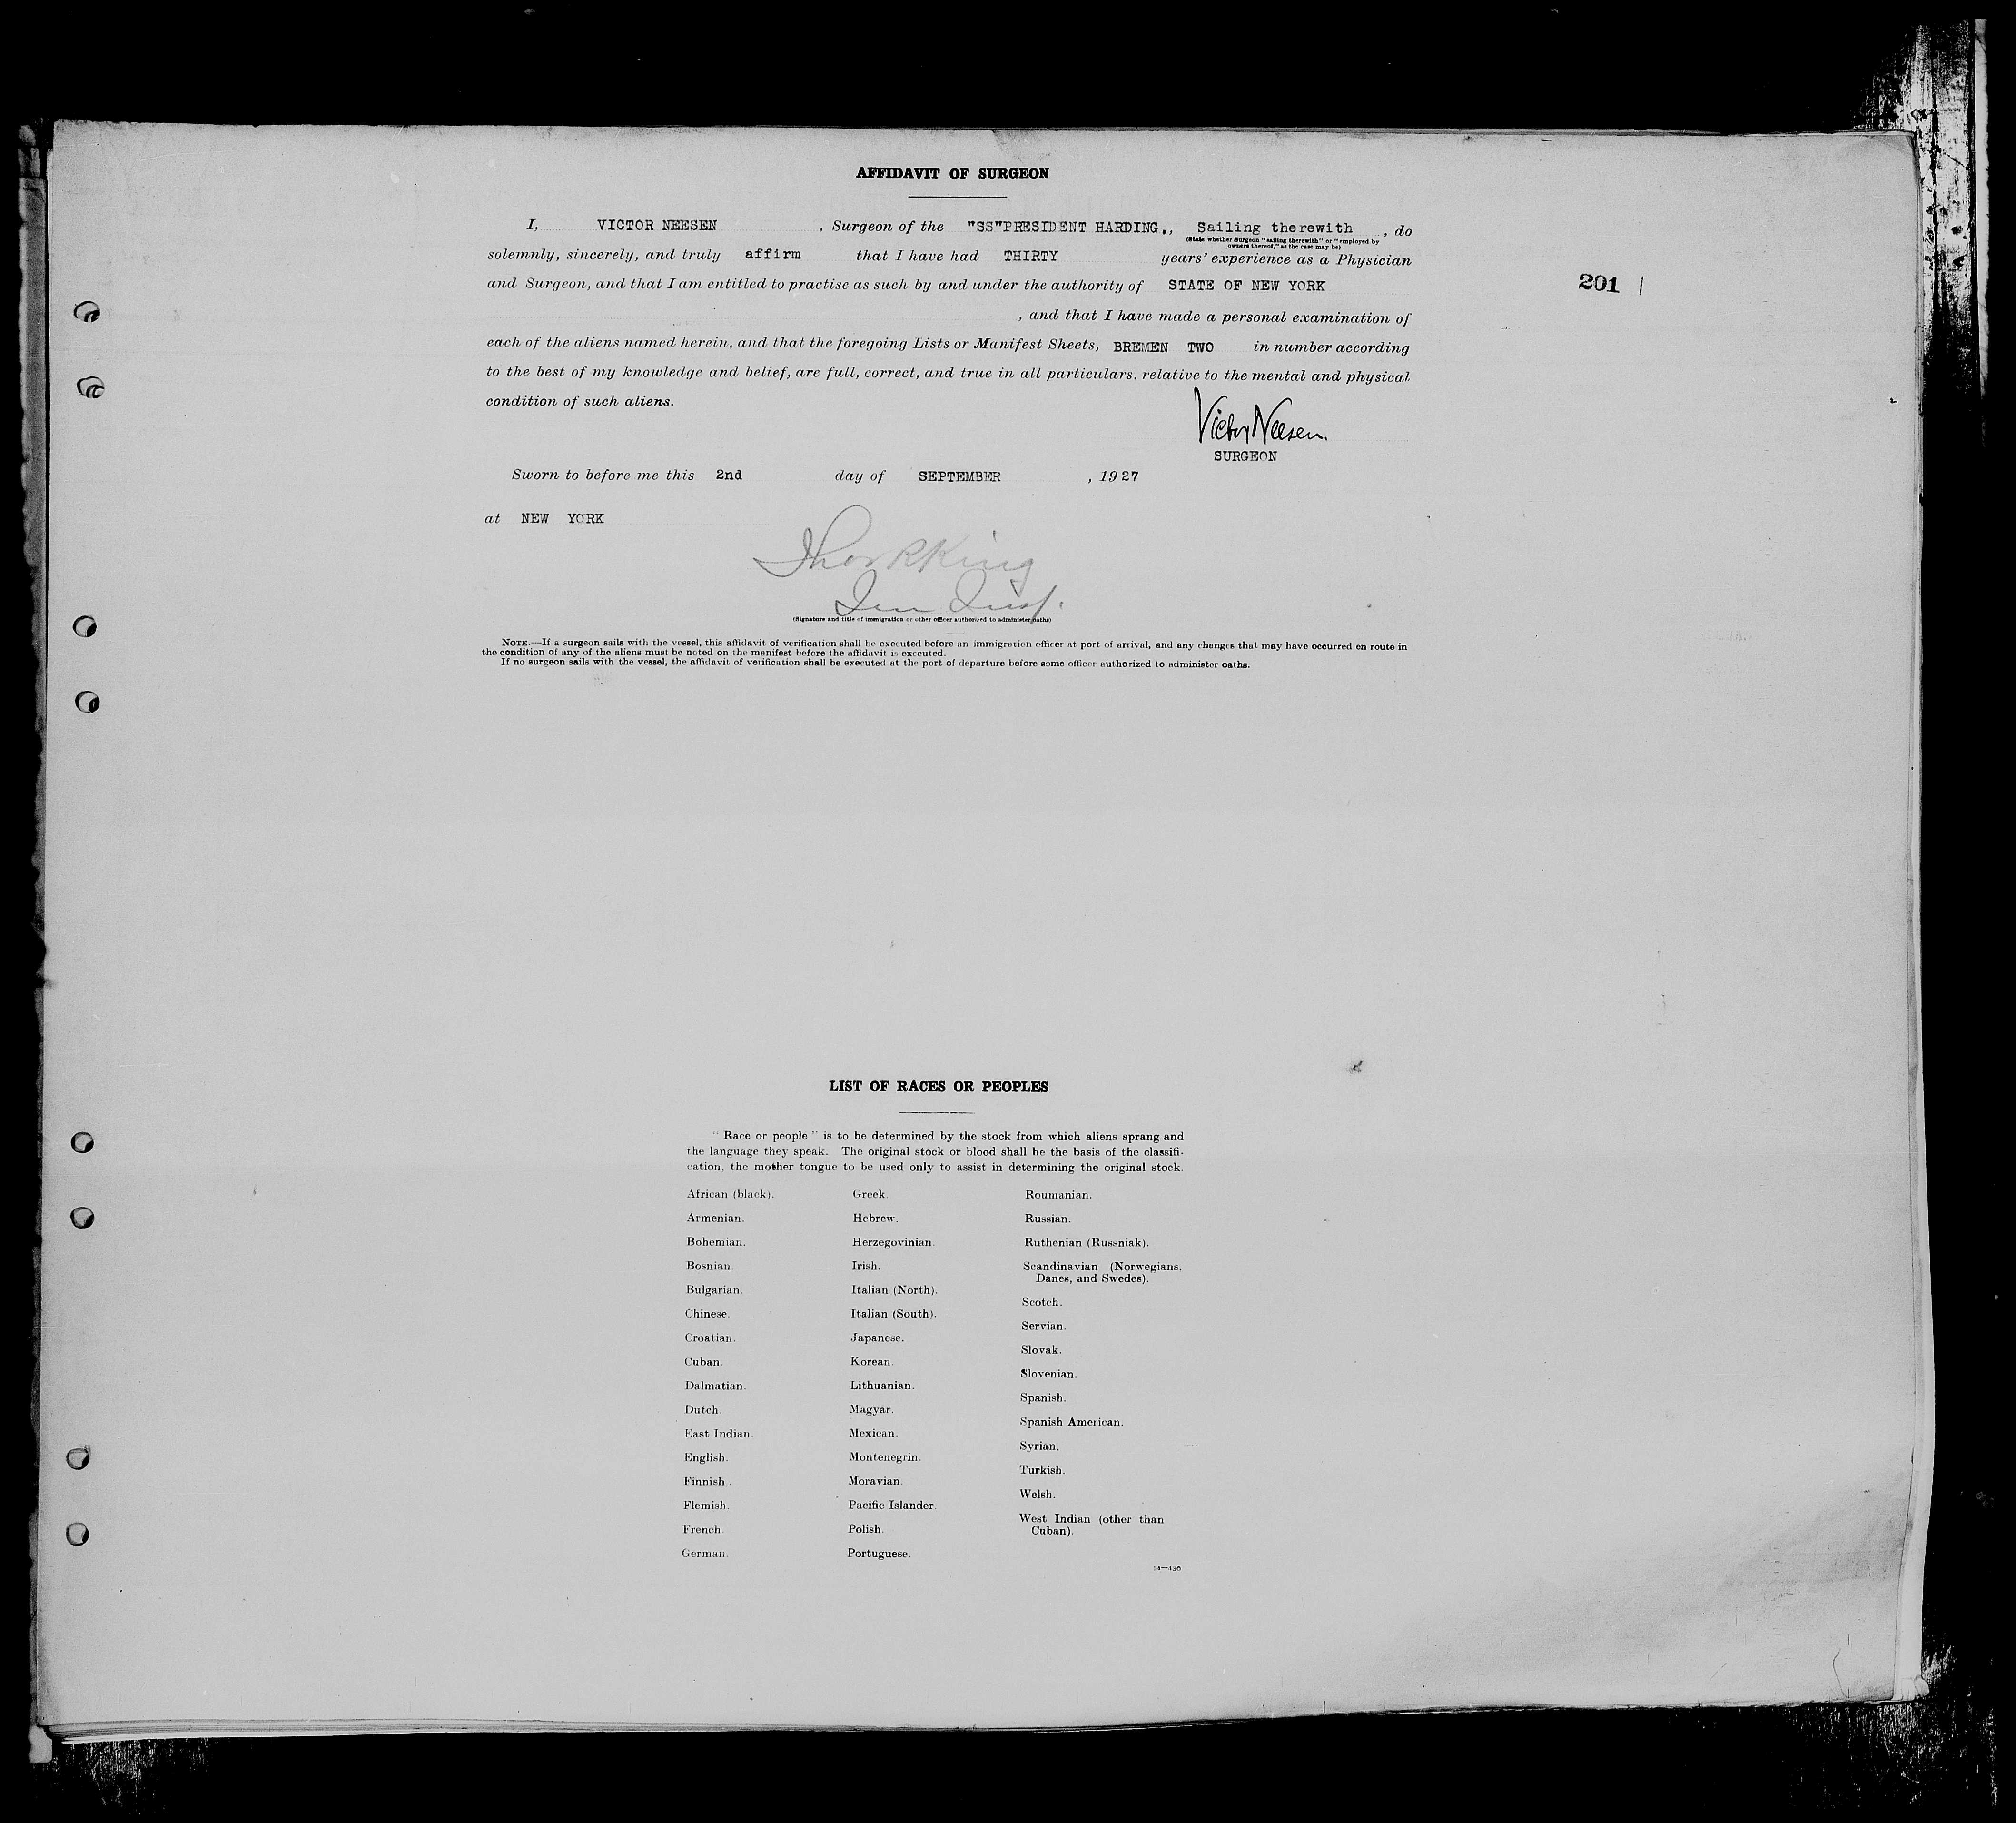 AFFIDAVIT OF SURGEON
I, VICTOR NEESEN , Surgeon of the "SS"PRESIDENT HARDING., Sailing therewith , do
(State whether Surgeon "sailing therewith" or "employed by
owners thereof," as the case may be)
solemnly, sincerely, and truly affirm that I have had THIRTY years' experience as a Physician
and Surgeon, and that I am entitled to practise as such by and under the authority of STATE OF NEW YORK
201
, and that I have made a personal examination of
each of the aliens named herein, and that the foregoing Lists or Manifest Sheets, BREMEN TWO in number according
to the best of my knowledge and belief, are full, correct, and true in all particulars. relative to the mental and physical
condition of such aliens.
Victor Neesen.
SURGEON
Sworn to before me this 2nd day of SEPTEMBER , 1927
at NEW YORK
King
Imm Insp.
(Signature and title of immigration or other officer authorized to administer oaths)
NOTE.—If a surgeon sails with the vessel, this affidavit of verification shall be executed before an immigration officer at port of arrival, and any changes that may have occurred en route in
the condition of any of the aliens must be noted on the manifest before the affidavit is executed.
If no surgeon sails with the vessel, the affidavit of verification shall be executed at the port of departure before some officer authorized to administer oaths.
LIST OF RACES OR PEOPLES
"Race or people" is to be determined by the stock from which aliens sprang and
the language they speak. The original stock or blood shall be the basis of the classifi-
cation, the mother tongue to be used only to assist in determining the original stock.
African (black).
Armenian.
Bohemian.
Bosnian.
Bulgarian.
Chinese.
Croatian.
Cuban.
Dalmatian.
Dutch.
East Indian.
English.
Finnish.
Flemish.
French.
German.
Greek.
Hebrew.
Herzegovinian.
Irish.
Italian (North).
Italian (South).
Japanese.
Korean.
Lithuanian.
Magyar.
Mexican.
Montenegrin.
Moravian.
Pacific Islander.
Polish.
Portuguese.
Roumanian.
Russian.
Ruthenian (Russniak).
Scandinavian (Norwegians,
Danes, and Swedes).
Scotch.
Servian.
Slovak.
Slovenian.
Spanish.
Spanish American.
Syrian.
Turkish.
Welsh.
West Indian (other than
Cuban).
14—430